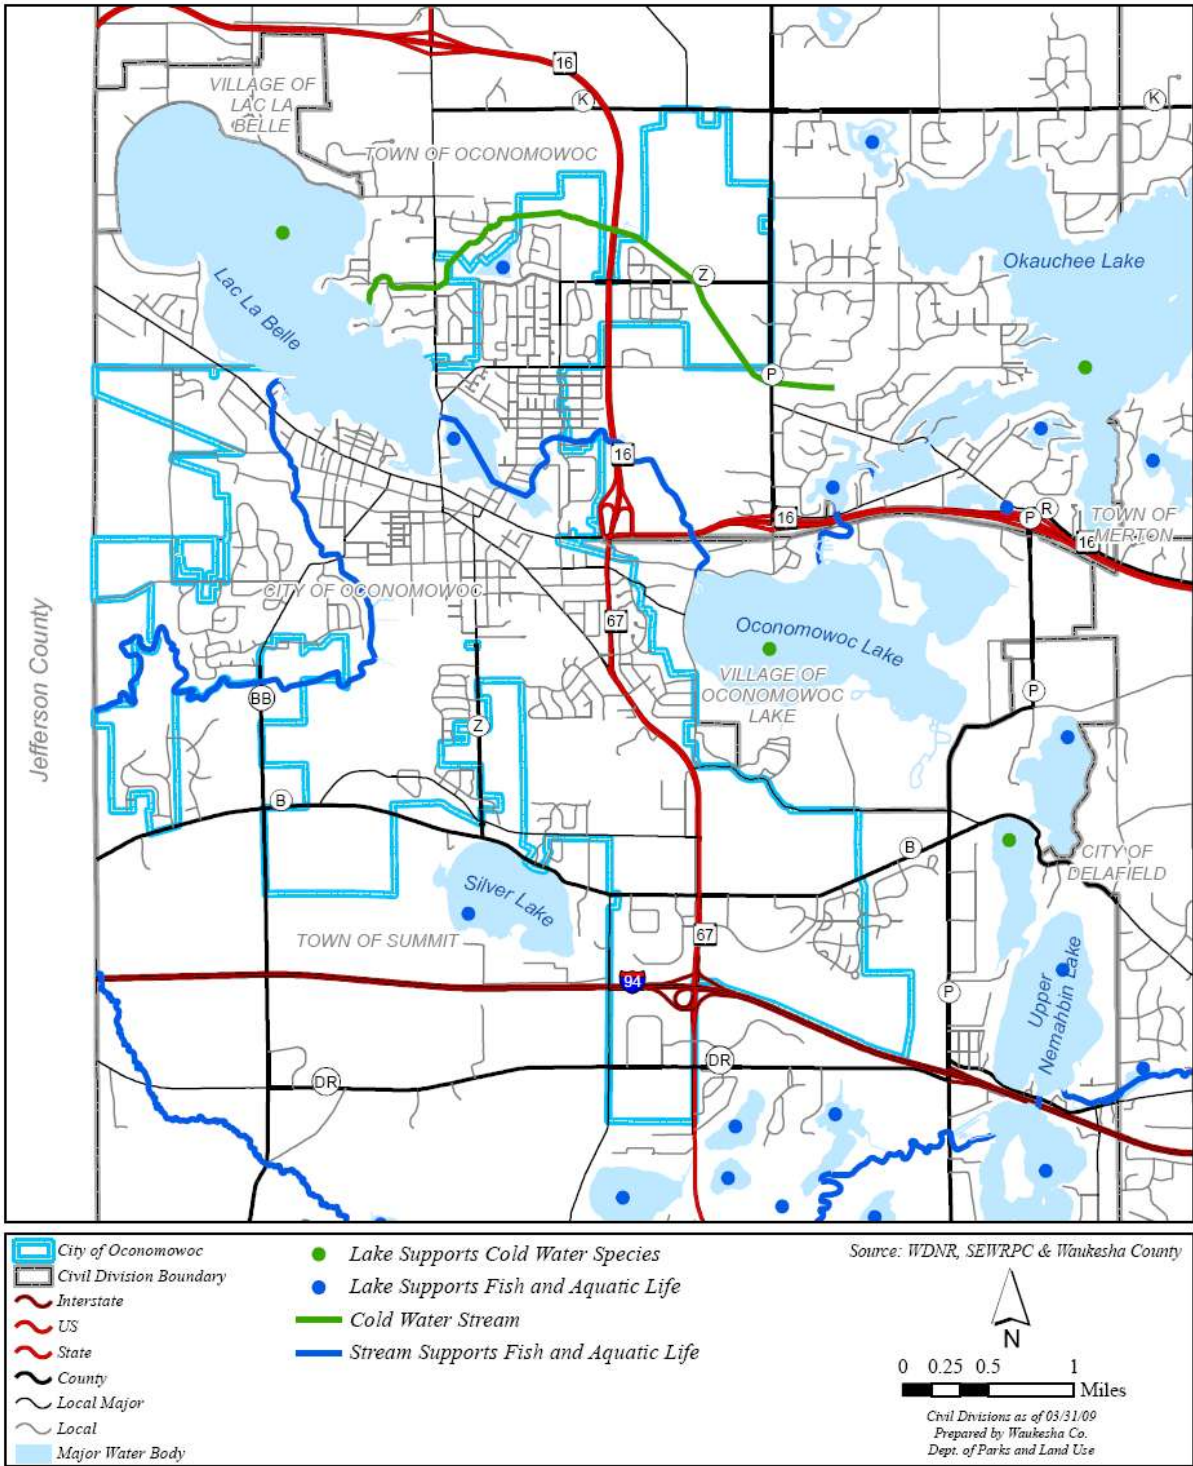 16
K
K
VILLAGE OF
LAC LA
BELLE
TOWN OF OCONOMOWOC
Okauchee Lake
Z
Lac La Belle
P
16
16
P
R
16
TOWN OF
MERTON
CITY OF OCONOMOWOC
Jefferson County
67
Oconomowoc Lake
VILLAGE OF
OCONOMOWOC
LAKE
BB
P
Z
B
B
CITY OF
DELAFIELD
Silver Lake
TOWN OF SUMMIT
67
94
P
Upper
Nemahbin Lake
DR
DR
City of Oconomowoc
Civil Division Boundary
Interstate
US
State
County
Local Major
Local
Major Water Body
Lake Supports Cold Water Species
Lake Supports Fish and Aquatic Life
Cold Water Stream
Stream Supports Fish and Aquatic Life
Source: WDNR, SEWRPC & Waukesha County
N
0 0.25 0.5 1
Miles
Civil Divisions as of 03/31/09
Prepared by Waukesha Co.
Dept. of Parks and Land Use